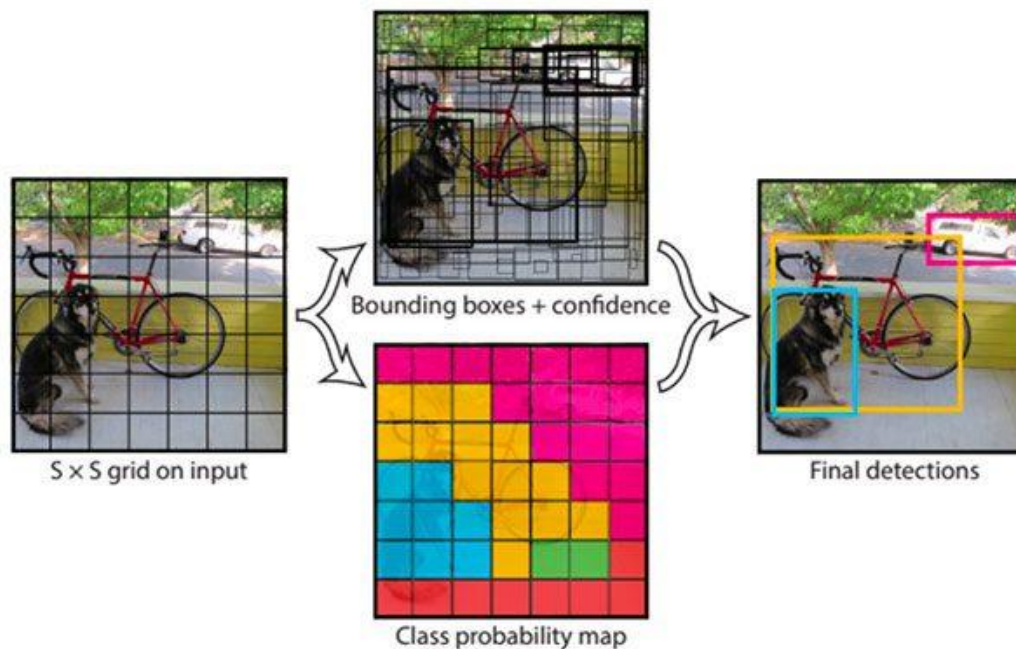 Bounding boxes + confidence
S × S grid on input
Final detections
Class probability map